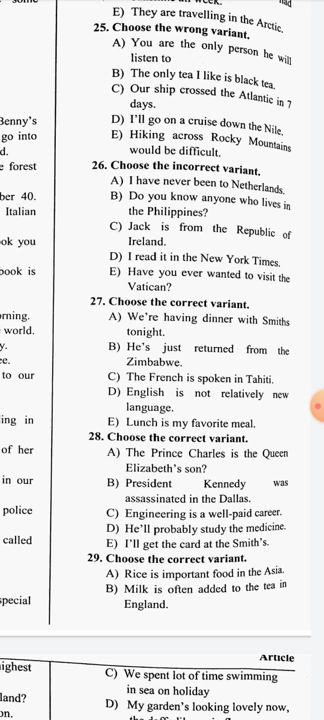 E) They are travelling in the Arctic.
25. Choose the wrong variant.
A) You are the only person he will
listen to
B) The only tea I like is black tea.
C) Our ship crossed the Atlantic in 7
days.
D) I'll go on a cruise down the Nile.
E) Hiking across Rocky Mountains
would be difficult.
26. Choose the incorrect variant.
A) I have never been to Netherlands.
B) Do you know anyone who lives in
the Philippines?
C) Jack is from the Republic of
Ireland.
D) I read it in the New York Times.
E) Have you ever wanted to visit the
Vatican?
27. Choose the correct variant.
A) We're having dinner with Smiths
tonight.
B) He's just returned from the
Zimbabwe.
C) The French is spoken in Tahiti.
D) English is not relatively new
language.
E) Lunch is my favorite meal.
28. Choose the correct variant.
A) The Prince Charles is the Queen
Elizabeth's son?
B) President Kennedy was
assassinated in the Dallas.
C) Engineering is a well-paid career.
D) He'll probably study the medicine.
E) I'll get the card at the Smith's.
29. Choose the correct variant.
A) Rice is important food in the Asia.
B) Milk is often added to the tea in
England.
Benny's
go into
d.
forest
ber 40.
Italian
ok you
book is
orning.
world.
y.
ee.
to our
ing in
of her
in our
police
called
special
Article
C) We spent lot of time swimming
in sea on holiday
D) My garden's looking lovely now,
highest
land?
on.